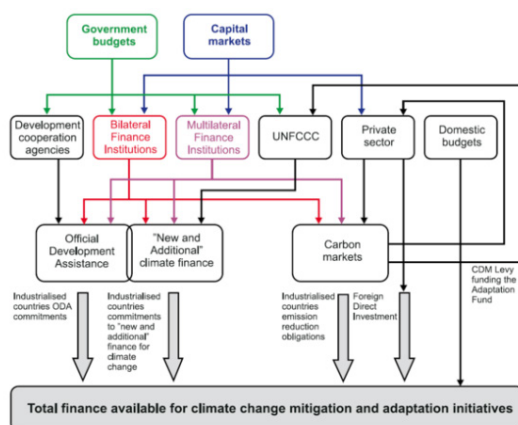 Government
budgets
Capital
markets
Development
cooperation
agencies
Bilateral
Finance
Institutions
Multilateral
Finance
Institutions
UNFCCC
Private
sector
Domestic
budgets
Official
Development
Assistance
"New and
Additional"
climate finance
Carbon
markets
CDM Levy
funding the
Adaptation
Fund
Industrialised
countries ODA
commitments
Industrialised
countries
commitments
to "new and
additional"
finance for
climate
change
Industrialised
countries
emission
reduction
obligations
Foreign
Direct
Investment
Total finance available for climate change mitigation and adaptation initiatives